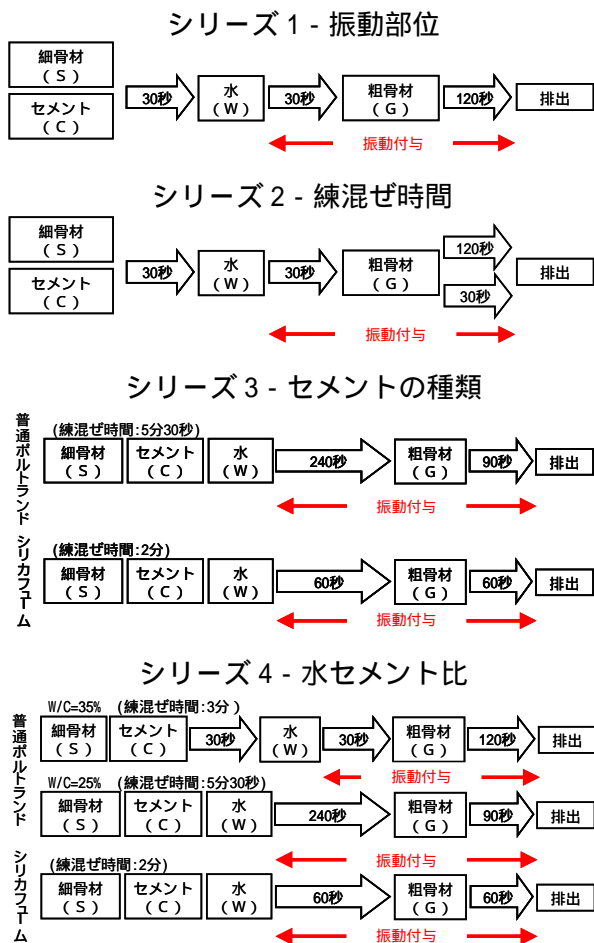 シリーズ1-振動部位
細骨材
(S)
セメント
(C)
30秒
水
(W)
30秒
粗骨材
(G)
120秒
排出
振動付与
シリーズ2-練混ぜ時間
細骨材
(S)
セメント
(C)
30秒
水
(W)
30秒
粗骨材
(G)
120秒
30秒
排出
振動付与
シリーズ3-セメントの種類
普通ポルトランド
(練混ぜ時間:5分30秒)
細骨材
(S)
セメント
(C)
水
(W)
240秒
粗骨材
(G)
90秒
排出
振動付与
シリカフューム
(練混ぜ時間:2分)
細骨材
(S)
セメント
(C)
水
(W)
60秒
粗骨材
(G)
60秒
排出
振動付与
シリーズ4-水セメント比
普通ポルトランド
W/C=35% (練混ぜ時間:3分)
細骨材
(S)
セメント
(C)
30秒
水
(W)
30秒
粗骨材
(G)
120秒
排出
振動付与
W/C=25% (練混ぜ時間:5分30秒)
細骨材
(S)
セメント
(C)
水
(W)
240秒
粗骨材
(G)
90秒
排出
振動付与
シリカフューム
(練混ぜ時間:2分)
細骨材
(S)
セメント
(C)
水
(W)
60秒
粗骨材
(G)
60秒
排出
振動付与